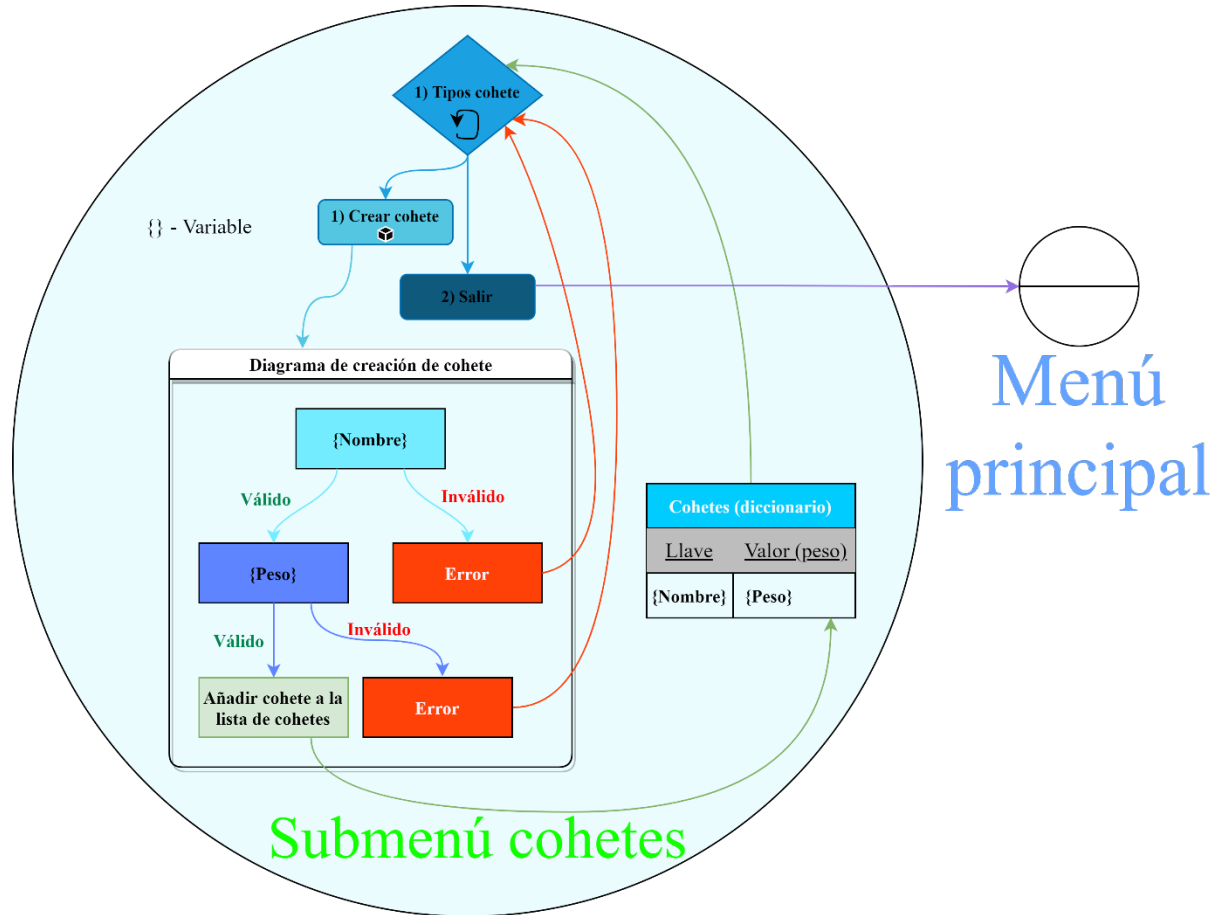 1) Tipos cohete
1) Crear cohete
{} - Variable
2) Salir
Menú
principal
Diagrama de creación de cohete
{Nombre}
Válido
Inválido
{Peso}
Error
Válido
Inválido
Añadir cohete a la
lista de cohetes
Error
Cohetes (diccionario)
Llave Valor (peso)
{Nombre} {Peso}
Submenú cohetes